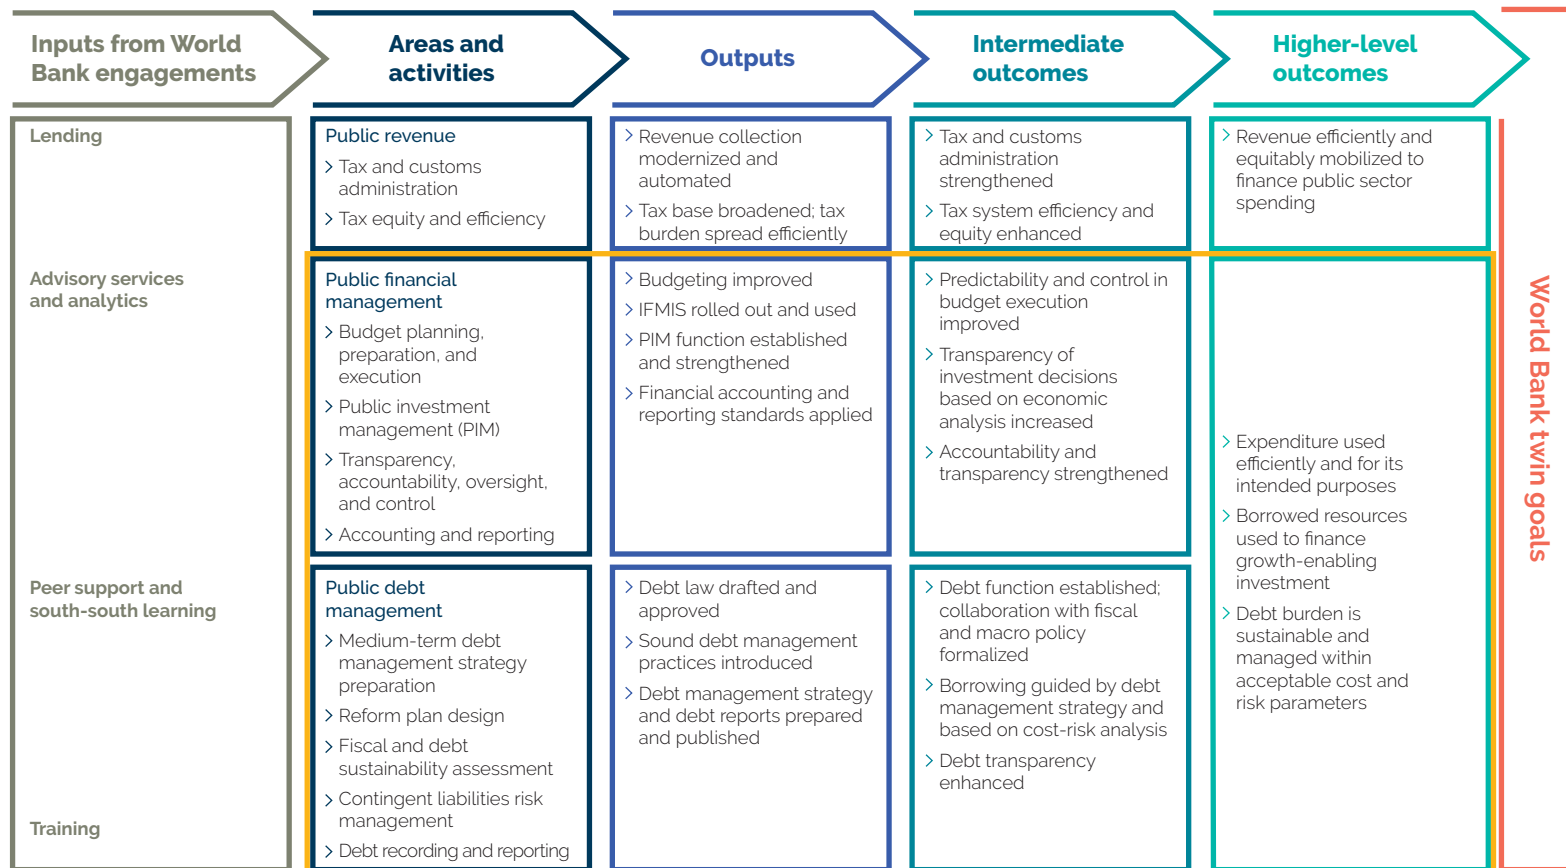 Inputs from World
Bank engagements
Areas and
activities
Outputs
Intermediate
outcomes
Higher-level
outcomes
Lending
Advisory services
and analytics
Peer support and
south-south learning
Training
Public revenue
> Tax and customs
administration
> Tax equity and efficiency
> Revenue collection
modernized and
automated
> Tax base broadened; tax
burden spread efficiently
> Tax and customs
administration
strengthened
> Tax system efficiency and
equity enhanced
> Revenue efficiently and
equitably mobilized to
finance public sector
spending
Public financial
management
> Budget planning,
preparation, and
execution
> Public investment
management (PIM)
> Transparency,
accountability, oversight,
and control
> Accounting and reporting
> Budgeting improved
> IFMIS rolled out and used
> PIM function established
and strengthened
> Financial accounting and
reporting standards applied
> Predictability and control in
budget execution
improved
> Transparency of
investment decisions
based on economic
analysis increased
> Accountability and
transparency strengthened
Public debt
management
> Medium-term debt
management strategy
preparation
> Reform plan design
> Fiscal and debt
sustainability assessment
> Contingent liabilities risk
management
> Debt recording and reporting
> Debt law drafted and
approved
> Sound debt management
practices introduced
> Debt management strategy
and debt reports prepared
and published
> Debt function established;
collaboration with fiscal
and macro policy
formalized
> Borrowing guided by debt
management strategy and
based on cost-risk analysis
> Debt transparency
enhanced
> Expenditure used
efficiently and for its
intended purposes
> Borrowed resources
used to finance
growth-enabling
investment
> Debt burden is
sustainable and
managed within
acceptable cost and
risk parameters
World Bank twin goals